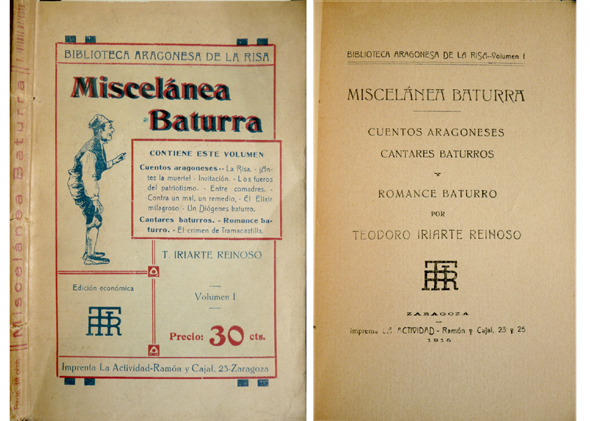 Miscelánea Baturra
BIBLIOTECA ARAGONESA DE LA RISA
Miscelánea
Baturra
CONTIENE ESTE VOLUMEN
Cuentos aragoneses.-- La Risa. - ¡An-
tes la muerte! - Invitación. - Los fueros
del patriotismo. - Entre comadres. -
Contra un mal, un remedio, - El Elixir
milagroso - Un Diógenes baturro.
Cantares baturros. - Romance ba-
turro. - El crimen de Tramacastilla.
T. IRIARTE REINOSO
Edición económica
Volumen I
Precio: 30 cts.
Imprenta La Actividad-Ramón y Cajal, 25-Zaragoza
BIBLIOTECA ARAGONESA DE LA RISA--Volumen I
MISCELÁNEA BATURRA
CUENTOS ARAGONESES
CANTARES BATURROS
ROMANCE BATURRO
POR
TEODORO IRIARTE REINOSO
ZARAGOZA
Imprenta LA ACTIVIDAD - Ramón y Cajal, 23 y 25
1916